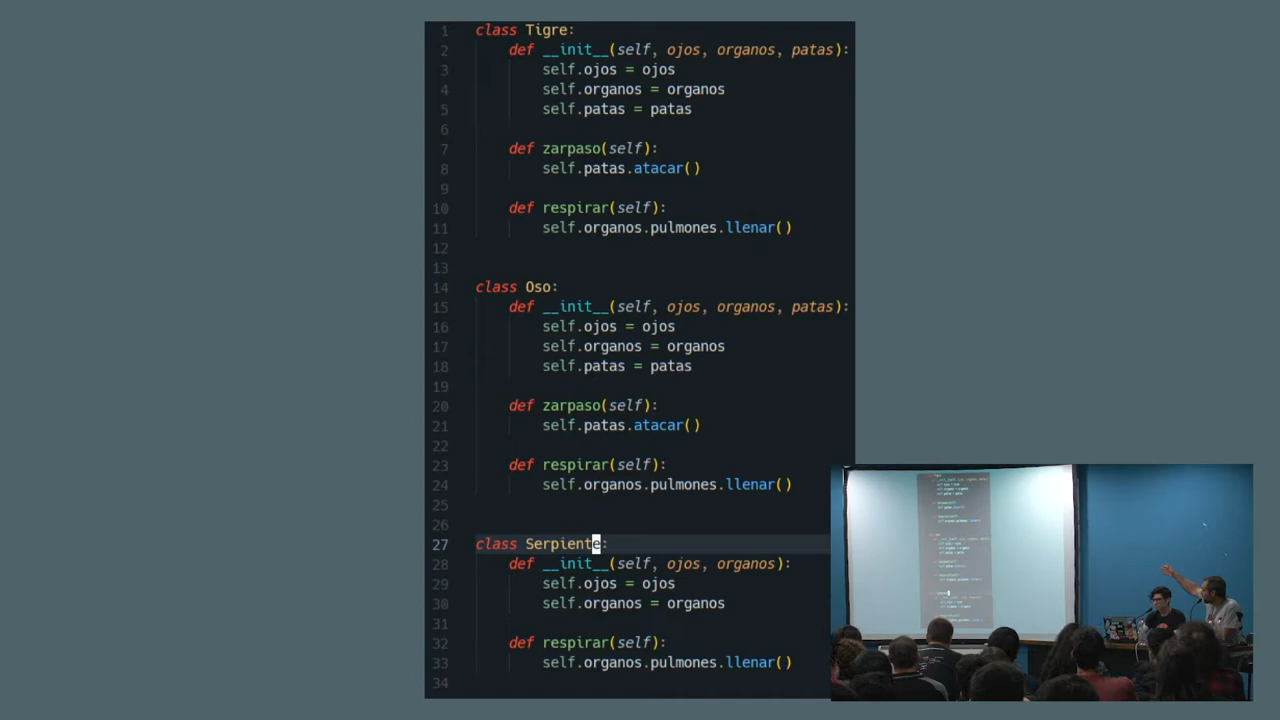 1 class Tigre:
2 def __init__(self, ojos, organos, patas):
3 self.ojos = ojos
4 self.organos = organos
5 self.patas = patas
6
7 def zarpaso(self):
8 self.patas.atacar()
9
10 def respirar(self):
11 self.organos.pulmones.llenar()
12
13
14 class Oso:
15 def __init__(self, ojos, organos, patas):
16 self.ojos = ojos
17 self.organos = organos
18 self.patas = patas
19
20 def zarpaso(self):
21 self.patas.atacar()
22
23 def respirar(self):
24 self.organos.pulmones.llenar()
25
26
27 class Serpiente:
28 def __init__(self, ojos, organos):
29 self.ojos = ojos
30 self.organos = organos
31
32 def respirar(self):
33 self.organos.pulmones.llenar()
34